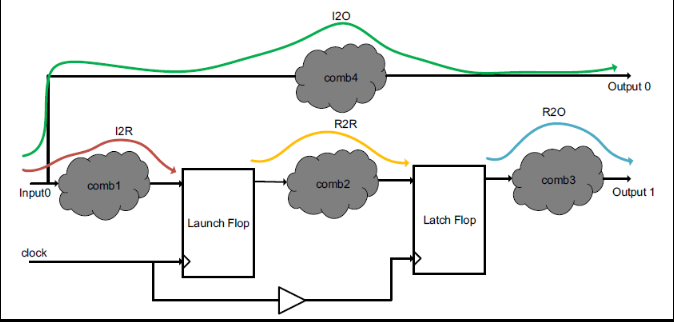 I2O
comb4
Output 0
I2R
R2R
R2O
comb1
comb2
comb3
Input0
Output 1
Launch Flop
Latch Flop
clock